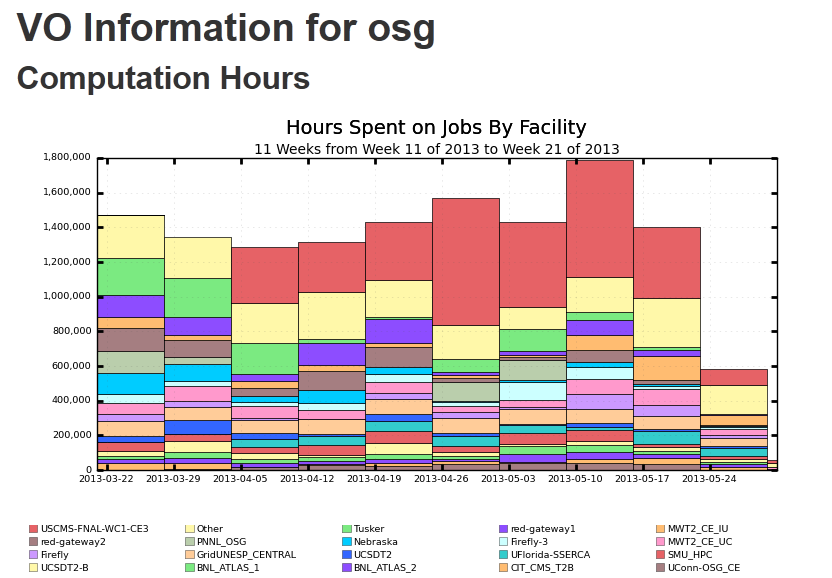 VO Information for osg
Computation Hours
Hours Spent on Jobs By Facility
11 Weeks from Week 11 of 2013 to Week 21 of 2013
1,800,000
1,600,000
1,400,000
1,200,000
1,000,000
800,000
600,000
400,000
200,000
0
2013-03-22 2013-03-29 2013-04-05 2013-04-12 2013-04-19 2013-04-26 2013-05-03 2013-05-10 2013-05-17 2013-05-24
USCMS-FNAL-WC1-CE3 Other Tusker red-gateway1 MWT2_CE_IU
red-gateway2 PNNL_OSG Nebraska Firefly-3 MWT2_CE_UC
Firefly GridUNESP_CENTRAL UCSDT2 UFlorida-SSERCA SMU_HPC
UCSDT2-B BNL_ATLAS_1 BNL_ATLAS_2 CIT_CMS_T2B UConn-OSG_CE